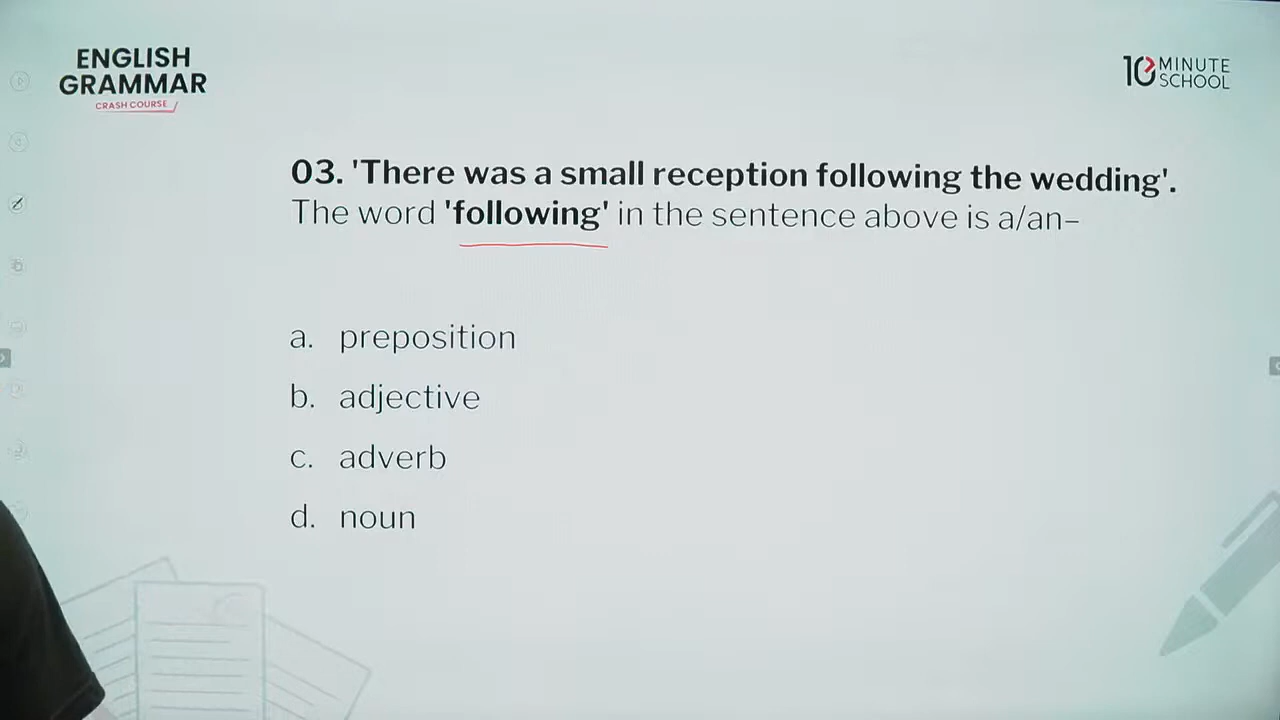 ENGLISH
GRAMMAR
CRASH COURSE
10 MINUTE
SCHOOL
03. 'There was a small reception following the wedding'.
The word 'following' in the sentence above is a/an–
a. preposition
b. adjective
c. adverb
d. noun